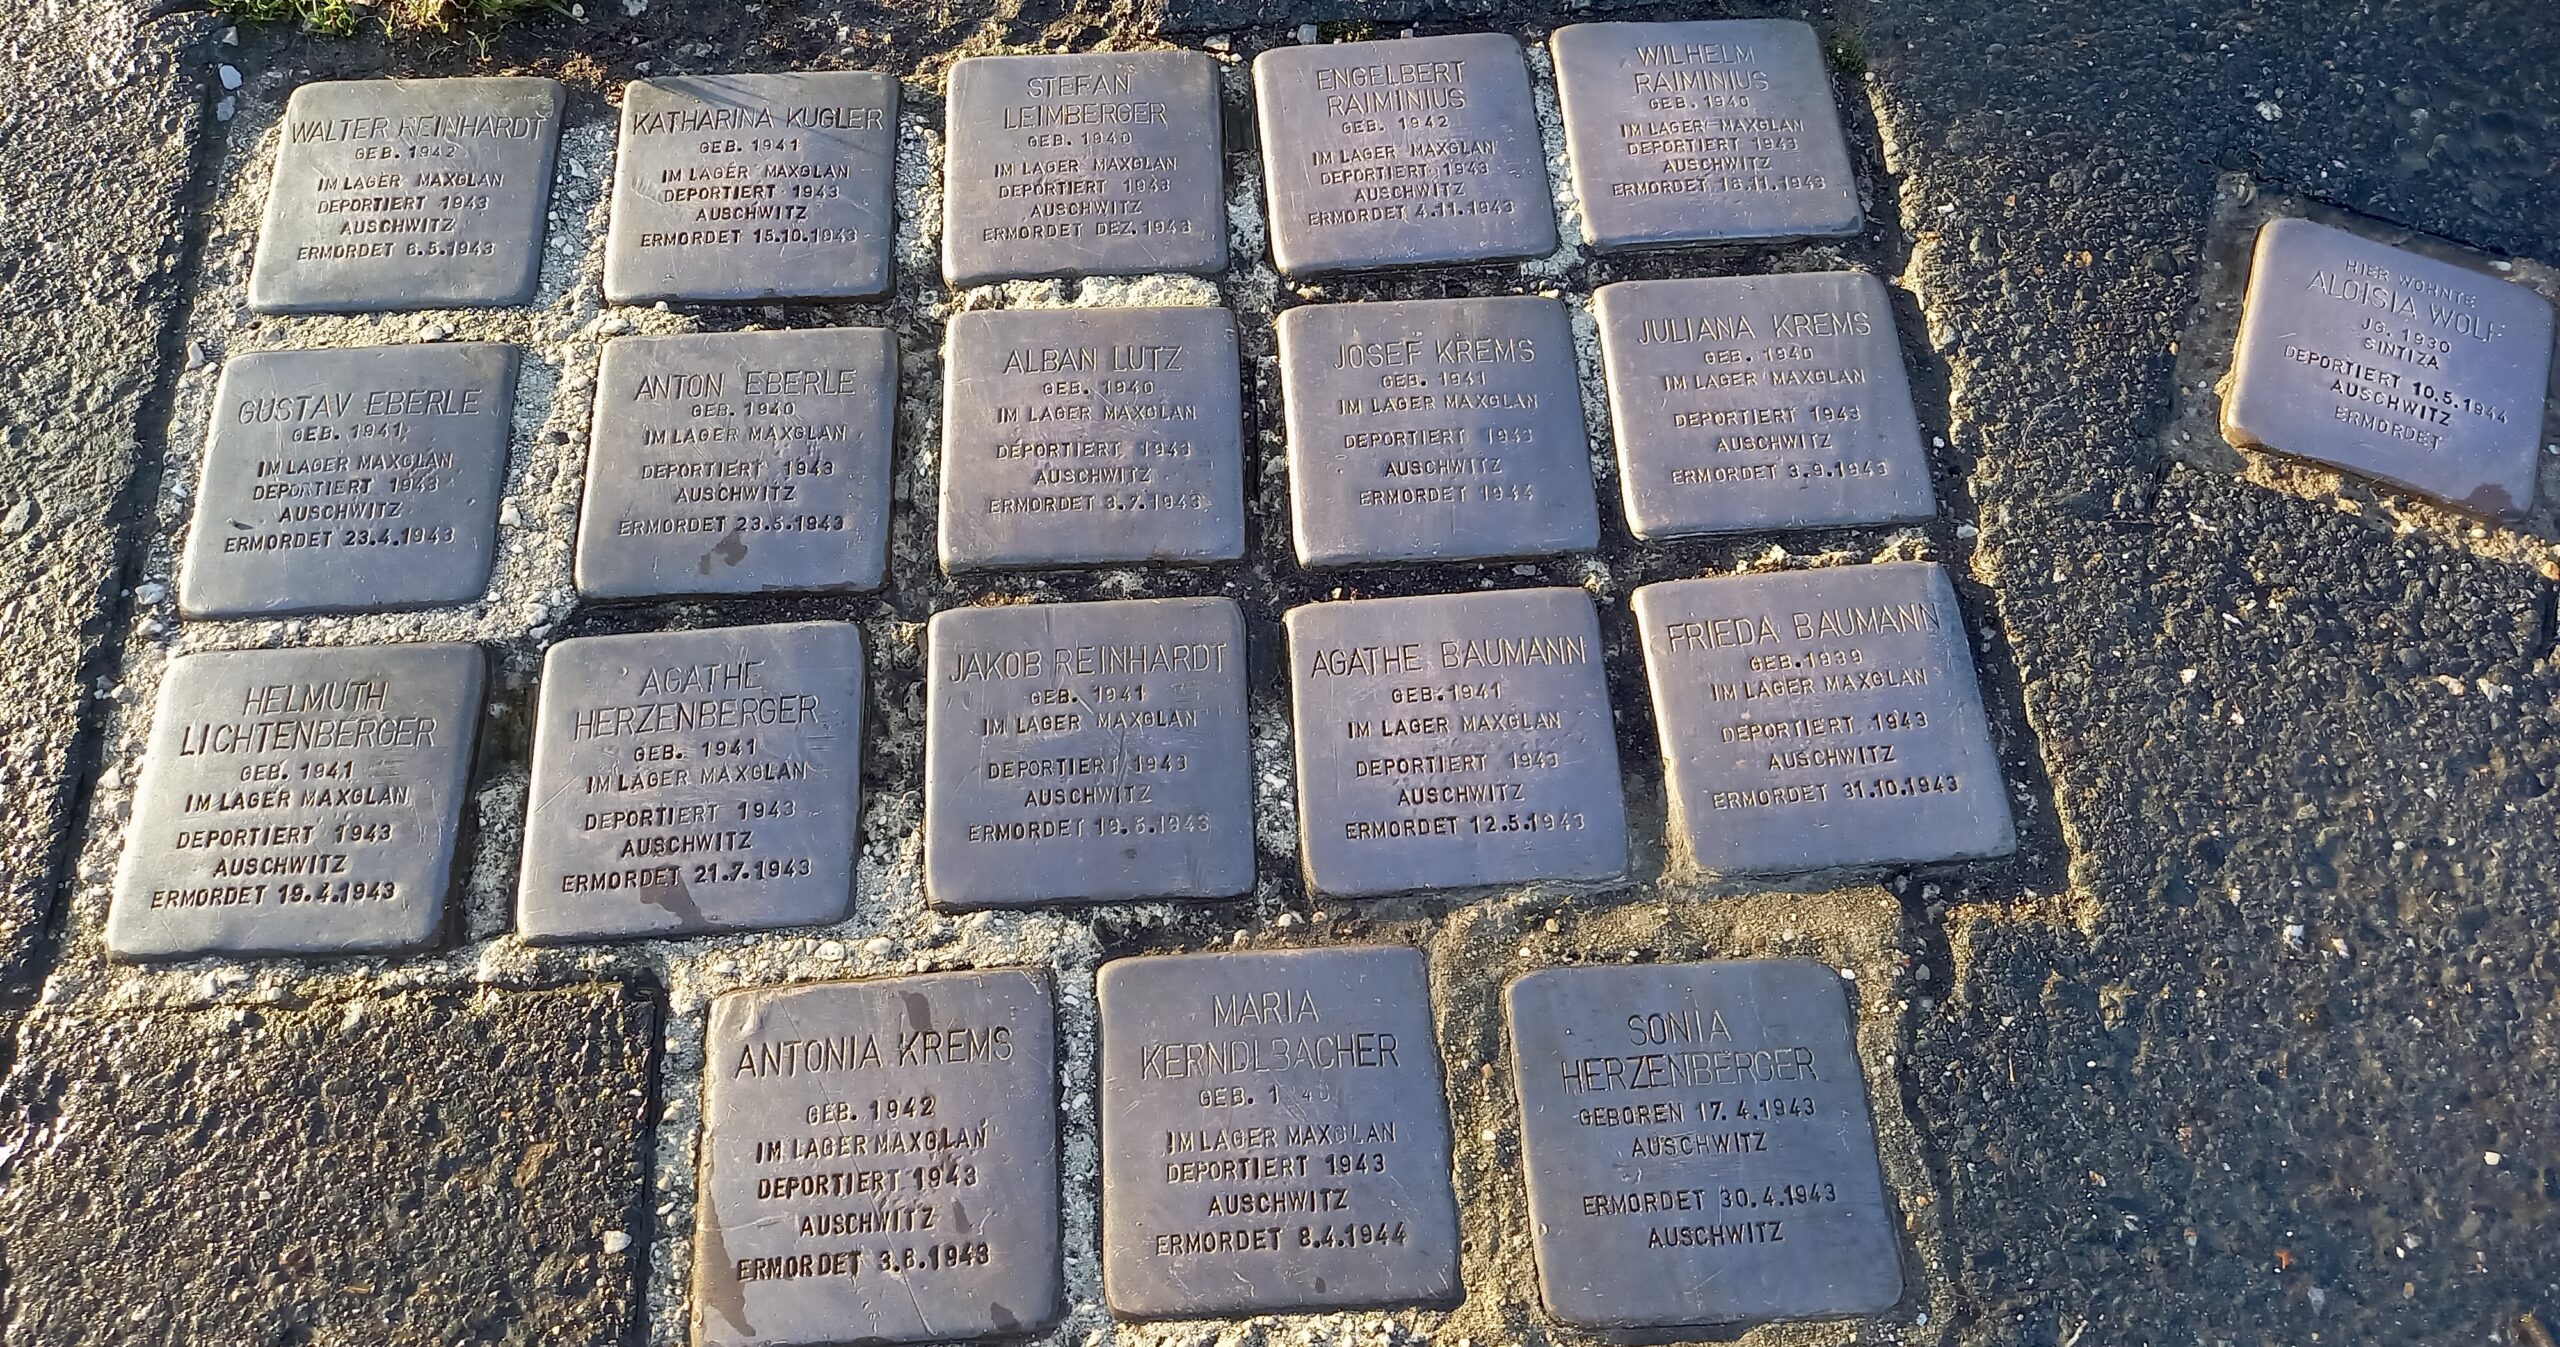 WALTER REINHARDT
GEB. 1942
IM LAGER MAXGLAN
DEPORTIERT 1943
AUSCHWITZ
ERMORDET 6.5.1943
KATHARINA KUGLER
GEB. 1941
IM LAGER MAXGLAN
DEPORTIERT 1943
AUSCHWITZ
ERMORDET 15.10.1943
STEFAN
LEIMBERGER
GEB. 1940
IM LAGER MAXGLAN
DEPORTIERT 1943
AUSCHWITZ
ERMORDET DEZ. 1943
ENGELBERT
RAIMINIUS
GEB. 1942
IM LAGER MAXGLAN
DEPORTIERT 1943
AUSCHWITZ
ERMORDET 4.11.1943
WILHELM
RAIMINIUS
GEB. 1940
IM LAGER MAXGLAN
DEPORTIERT 1943
AUSCHWITZ
ERMORDET
HIER WOHNTE
ALOISIA WOLF
JG. 1930
SINTIZA
DEPORTIERT 10.5.1944
AUSCHWITZ
ERMORDET
GUSTAV EBERLE
GEB. 1941
IM LAGER MAXGLAN
DEPORTIERT 1943
AUSCHWITZ
ERMORDET 23.4.1943
ANTON EBERLE
GEB. 1940
IM LAGER MAXGLAN
DEPORTIERT 1943
AUSCHWITZ
ERMORDET
ALBAN LUTZ
GEB. 1940
IM LAGER MAXGLAN
DEPORTIERT 1943
AUSCHWITZ
ERMORDET 3.7.1943
JOSEF KREMS
GEB. 1941
IM LAGER MAXGLAN
DEPORTIERT 1943
AUSCHWITZ
ERMORDET 1944
JULIANA KREMS
GEB. 1940
IM LAGER MAXGLAN
DEPORTIERT 1943
AUSCHWITZ
ERMORDET 3.9.1943
HELMUTH
LICHTENBERGER
GEB. 1941
IM LAGER MAXGLAN
DEPORTIERT 1943
AUSCHWITZ
ERMORDET 19.4.1943
AGATHE
HERZENBERGER
GEB. 1941
IM LAGER MAXGLAN
DEPORTIERT 1943
AUSCHWITZ
ERMORDET 21.7.1943
JAKOB REINHARDT
GEB. 1941
IM LAGER MAXGLAN
DEPORTIERT 1943
AUSCHWITZ
ERMORDET
AGATHE BAUMANN
GEB. 1941
IM LAGER MAXGLAN
DEPORTIERT 1943
AUSCHWITZ
ERMORDET 12.5.1943
FRIEDA BAUMANN
GEB. 1939
IM LAGER MAXGLAN
DEPORTIERT 1943
AUSCHWITZ
ERMORDET 31.10.1943
ANTONIA KREMS
GEB. 1942
IM LAGER MAXGLAN
DEPORTIERT 1943
AUSCHWITZ
ERMORDET
MARIA
KERNDLBACHER
GEB.
IM LAGER MAXGLAN
DEPORTIERT 1943
AUSCHWITZ
ERMORDET 8.4.1944
SONIA
HERZENBERGER
GEBOREN 17.4.1943
AUSCHWITZ
ERMORDET 30.4.1943
AUSCHWITZ